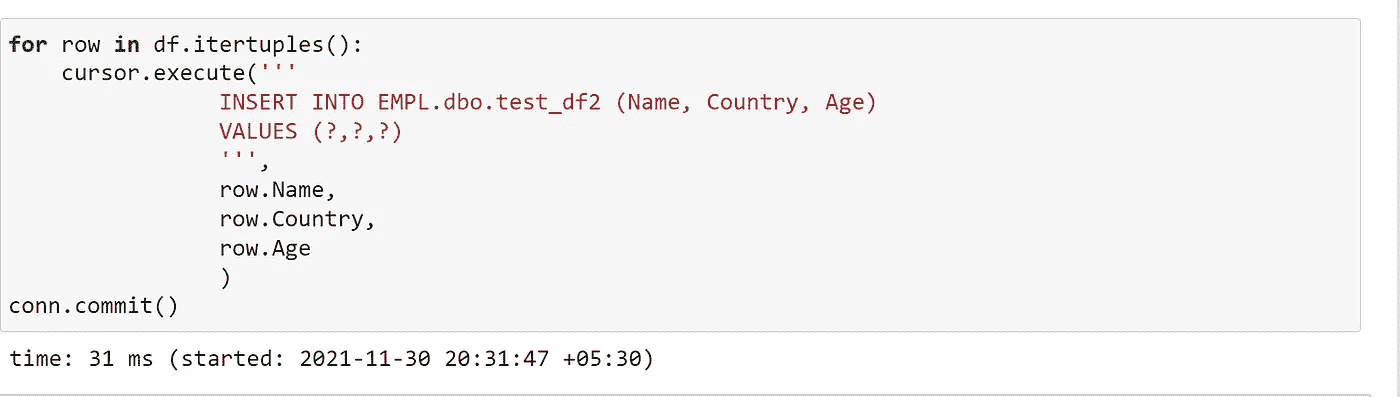 for row in df.itertuples():
    cursor.execute('''
                INSERT INTO EMPL.dbo.test_df2 (Name, Country, Age)
                VALUES (?,?,?)
                ''',
                row.Name,
                row.Country,
                row.Age
                )
conn.commit()
time: 31 ms (started: 2021-11-30 20:31:47 +05:30)